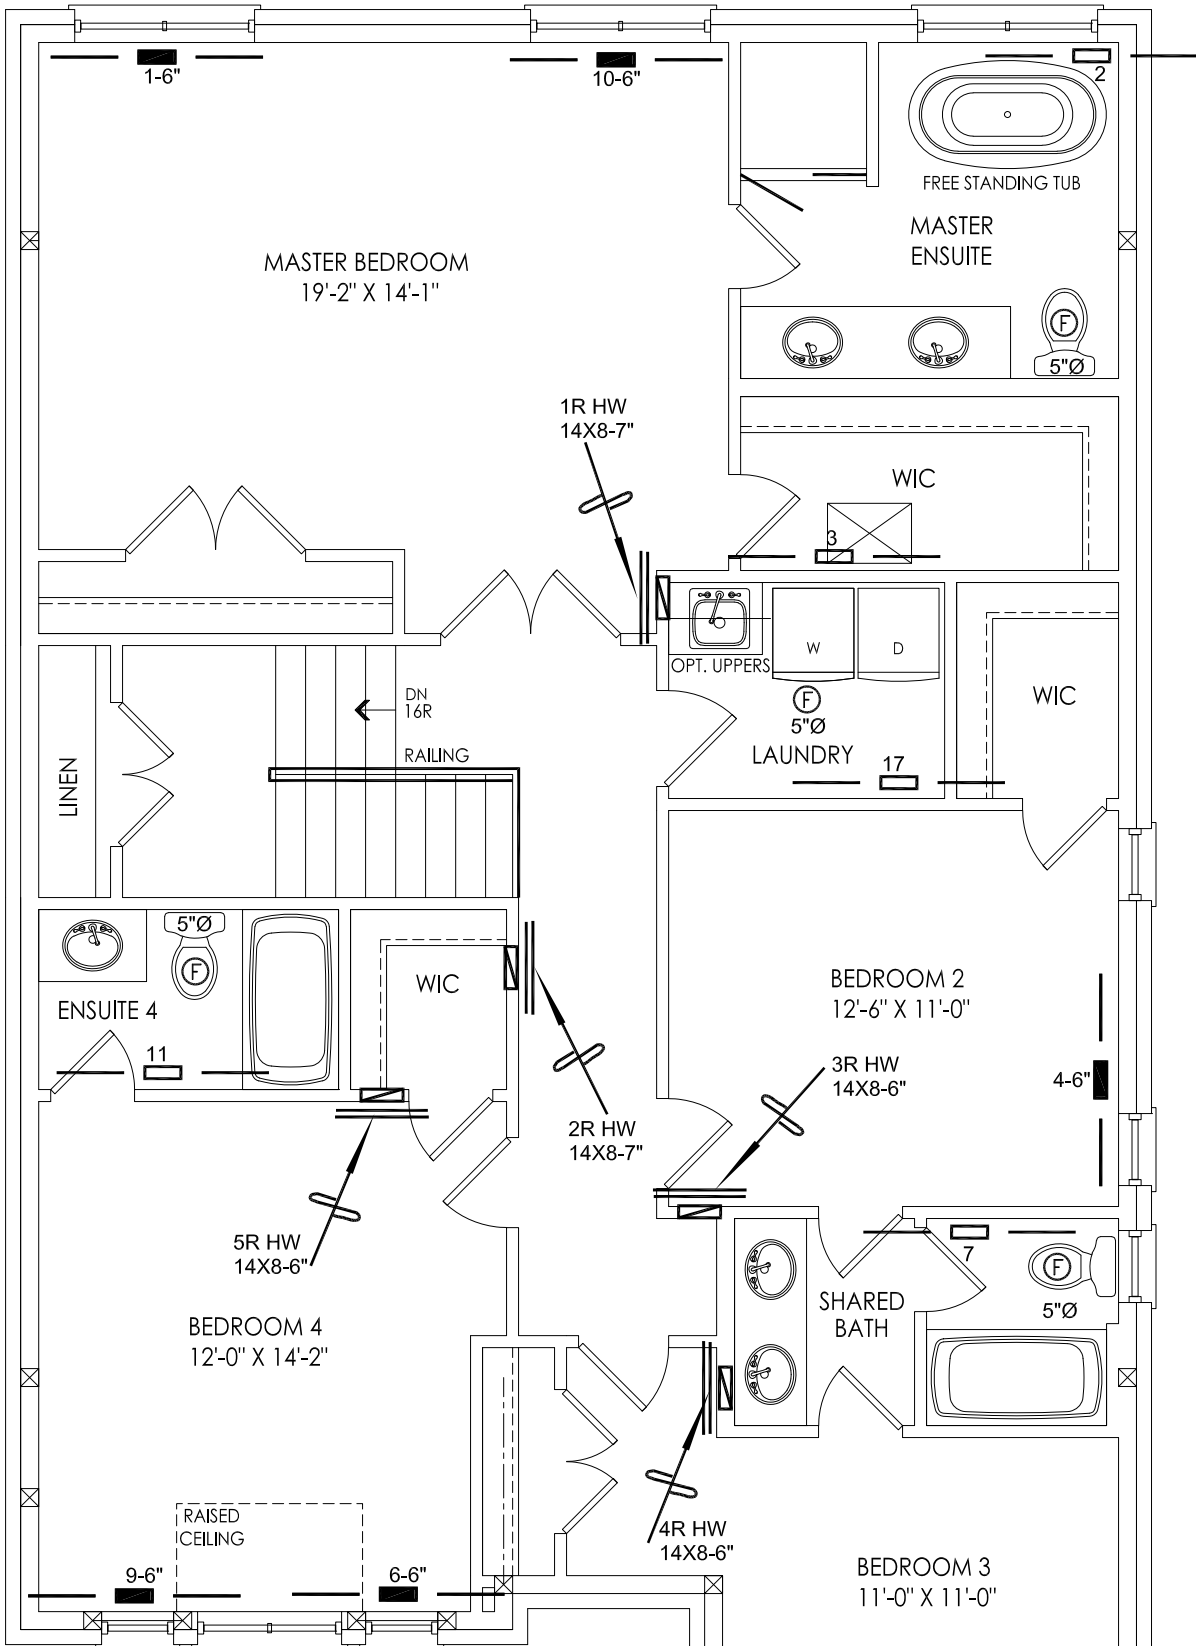 1-6"
10-6"
2
FREE STANDING TUB
MASTER
ENSUITE
MASTER BEDROOM
19'-2" X 14'-1"
F
5"Ø
1R HW
14X8-7"
WIC
3
OPT. UPPERS
W
D
DN
16R
F
5"Ø
LAUNDRY
WIC
RAILING
17
LINEN
5"Ø
F
ENSUITE 4
WIC
11
BEDROOM 2
12'-6" X 11'-0"
4-6"
3R HW
14X8-6"
2R HW
14X8-7"
5R HW
14X8-6"
7
F
5"Ø
SHARED
BATH
BEDROOM 4
12'-0" X 14'-2"
RAISED
CEILING
4R HW
14X8-6"
9-6"
6-6"
BEDROOM 3
11'-0" X 11'-0"